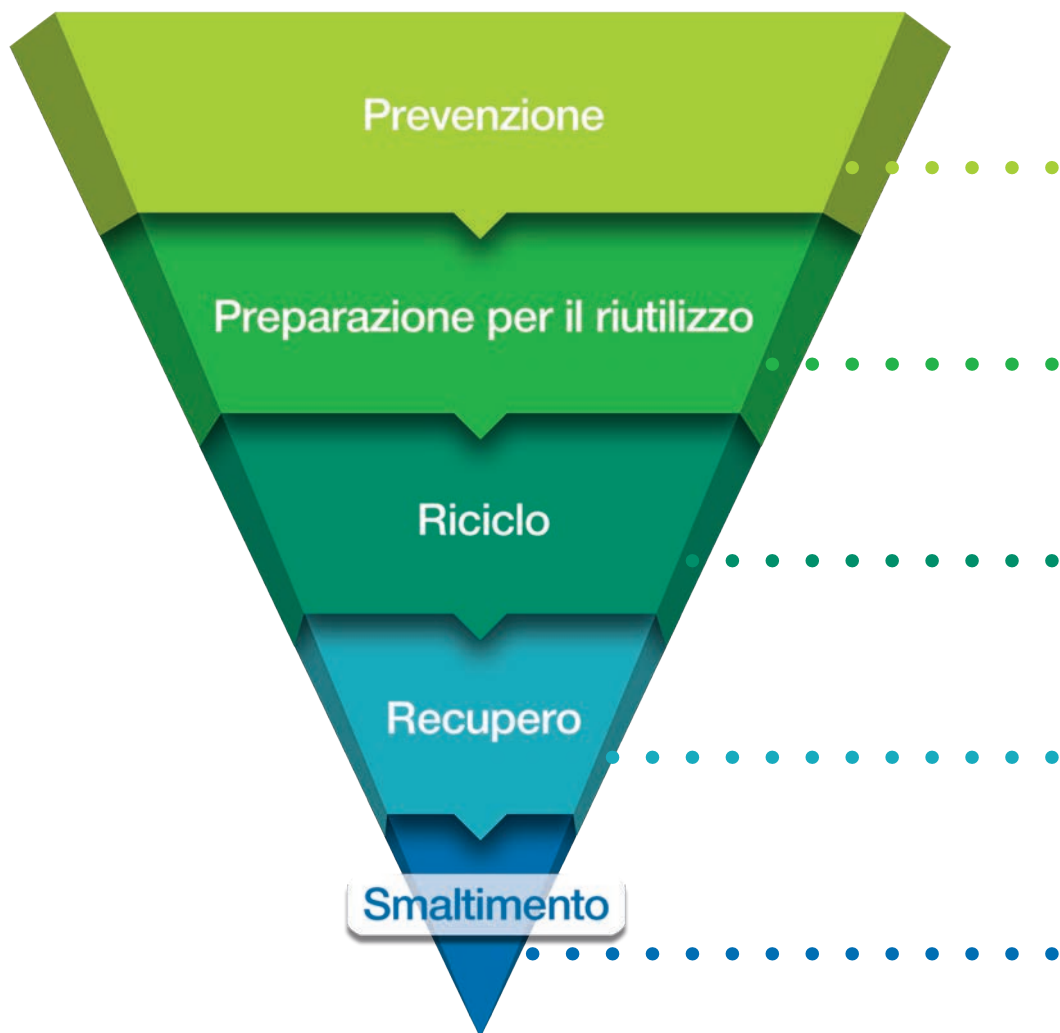 Prevenzione
Preparazione per il riutilizzo
Riciclo
Recupero
Smaltimento